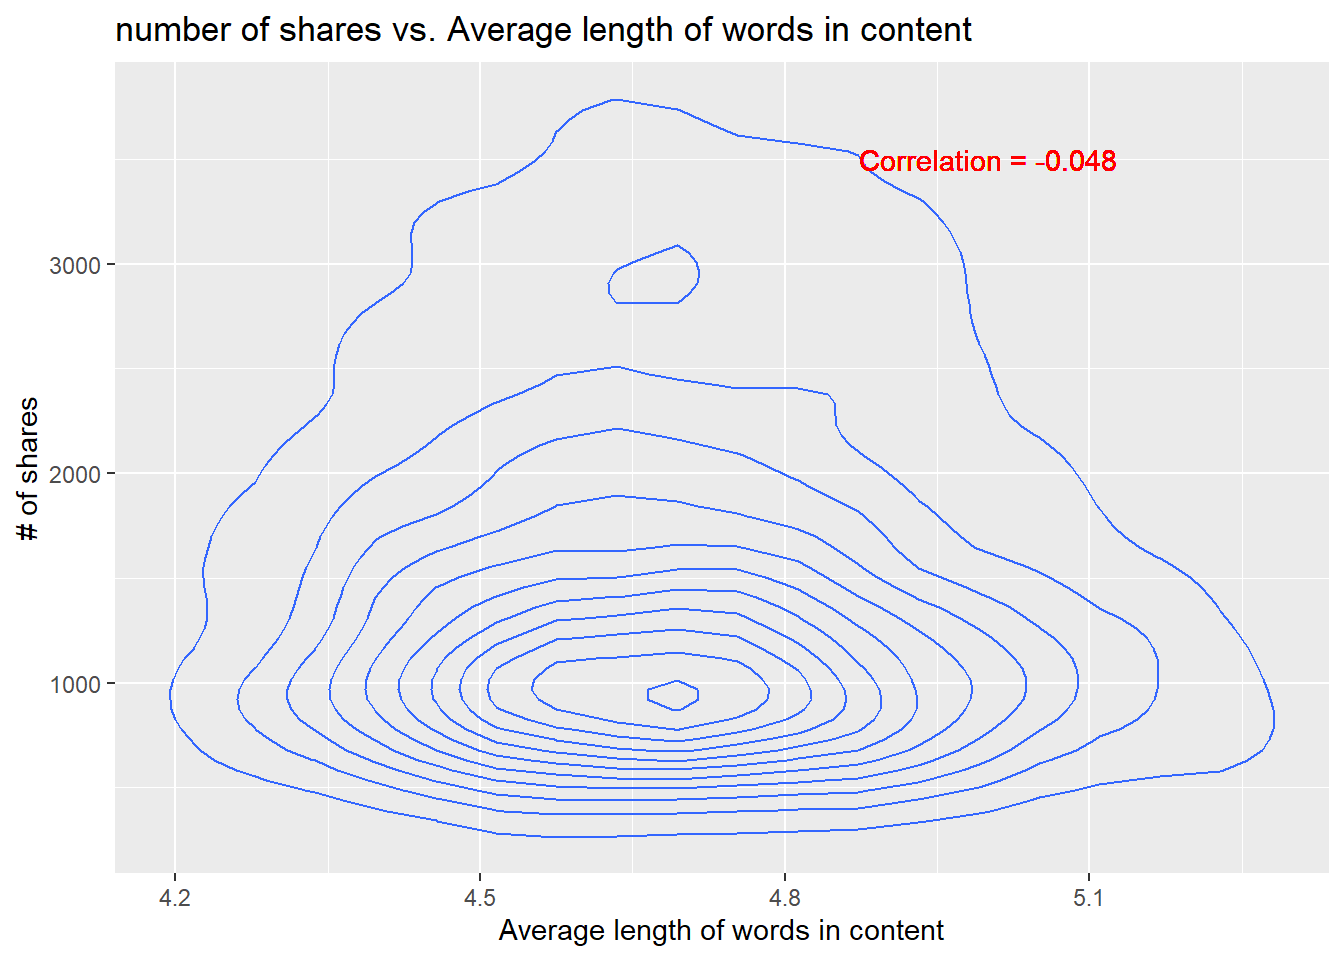 number of shares vs. Average length of words in content
Correlation = -0.048
# of shares
3000
2000
1000
4.2
4.5
4.8
5.1
Average length of words in content